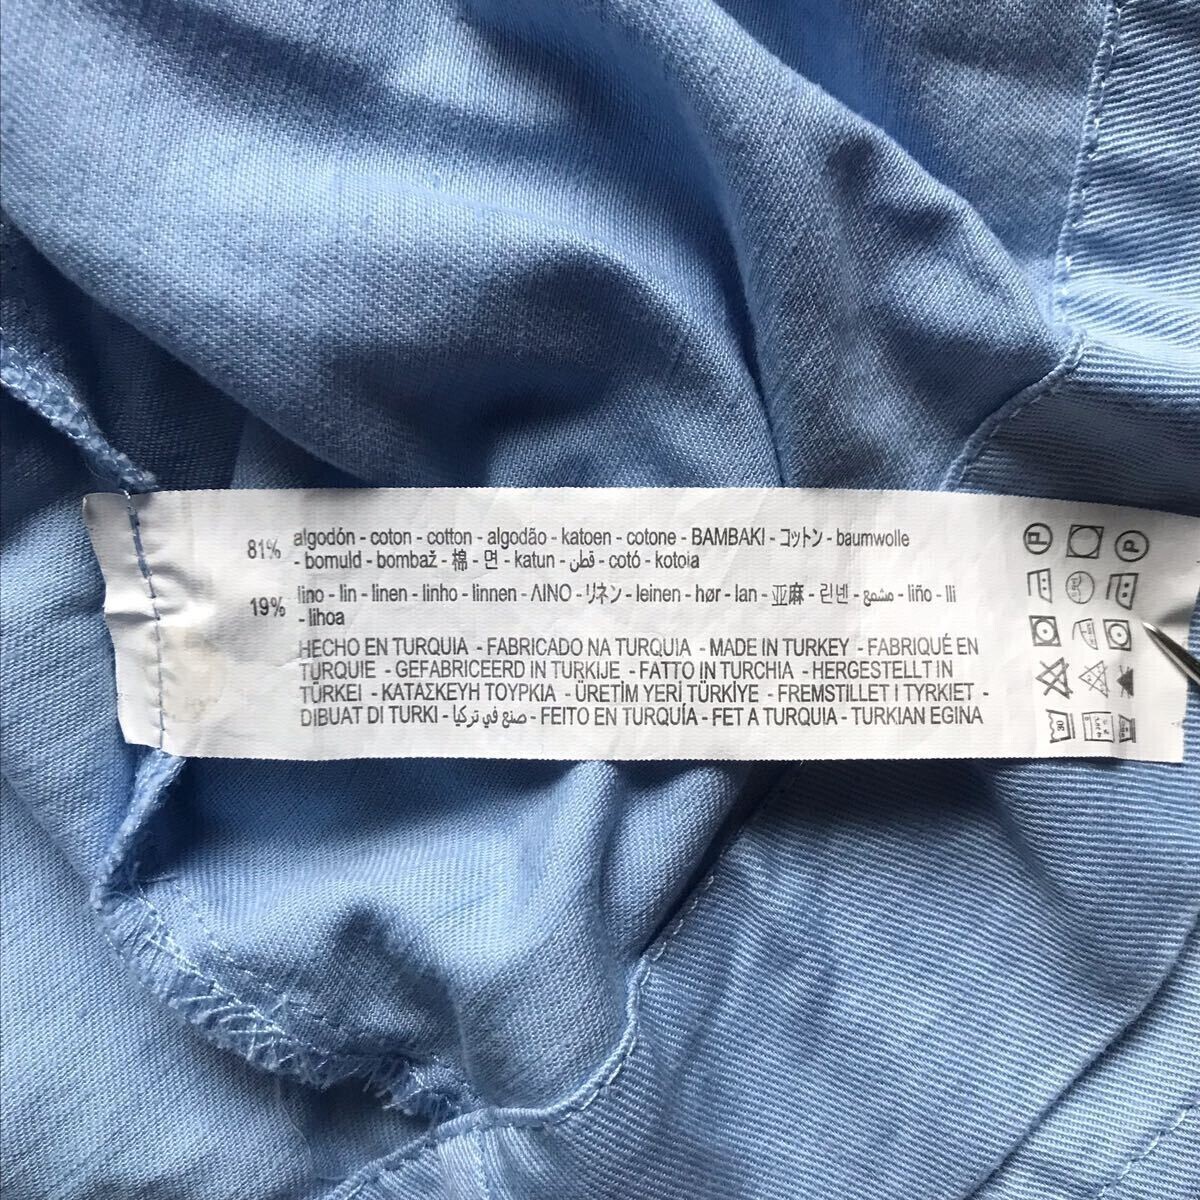 81% algodón - coton - cotton - algodão - katoen - cotone - BAMBAKI - コットン - baumwolle
- bomuld - bombaž - 棉 - 면 - katun - قطن - cotó - kotoia
19% lino - lin - linen - linho - linnen - ΛΙΝΟ - リネン - leinen - hør - lan - 亚麻 - 린넨 - مشمع - liño - lli
- lihoa
HECHO EN TURQUIA - FABRICADO NA TURQUIA - MADE IN TURKEY - FABRIQUÉ EN
TURQUIE - GEFABRICEERD IN TURKIJE - FATTO IN TURCHIA - HERGESTELLT IN
TÜRKEI - ΚΑΤΑΣΚΕΥΗ ΤΟΥΡΚΙΑ - ÜRETİM YERİ TÜRKİYE - FREMSTILLET I TYRKIET -
DIBUAT DI TURKI - صنع في تركيا - FEITO EN TURQUÍA - FET A TURQUIA - TURKIAN EGINA
P P